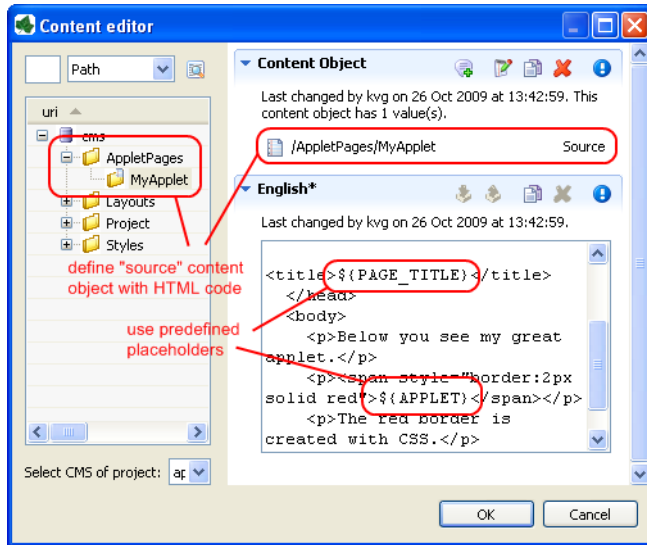 Content editor
Path
uri
cms
AppletPages
MyApplet
Layouts
Project
Styles
define "source" content
object with HTML code
use predefined
placeholders
Select CMS of project:
Content Object
Last changed by kvg on 26 Oct 2009 at 13:42:59. This
content object has 1 value(s).
/AppletPages/MyApplet Source
English*
Last changed by kvg on 26 Oct 2009 at 13:42:59.
<title>${PAGE_TITLE}</title>
</head>
<body>
<p>Below you see my great
applet.</p>
<p><span style="border:2px
solid red">${APPLET}</span></p>
<p>The red border is
created with CSS.</p>
OK Cancel